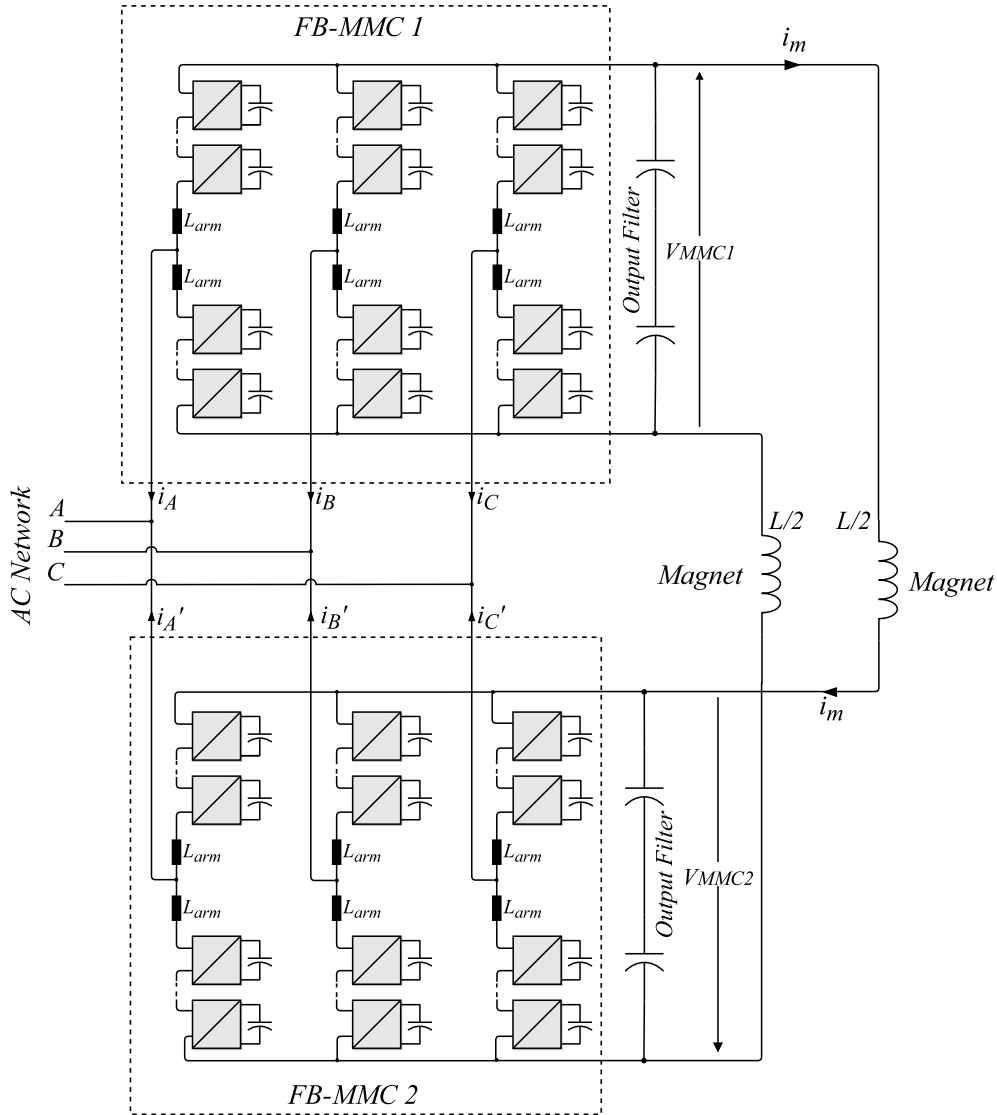 FB-MMC 1
i_m
L_arm
L_arm
L_arm
Output Filter
V_MMC1
L_arm
L_arm
L_arm
AC Network
A
B
C
i_A
i_B
i_C
L/2
L/2
Magnet
Magnet
i_A'
i_B'
i_C'
i_m
L_arm
L_arm
L_arm
Output Filter
V_MMC2
L_arm
L_arm
L_arm
FB-MMC 2